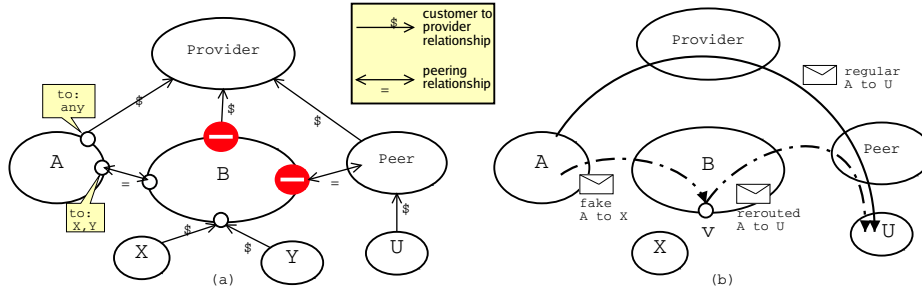 Provider
$
customer to
provider
relationship
=
peering
relationship
to:
any
$
$
$
A
=
B
=
Peer
to:
X,Y
$
$
$
X
Y
U
(a)
Provider
regular
A to U
A
B
Peer
fake
A to X
rerouted
A to U
V
X
U
(b)